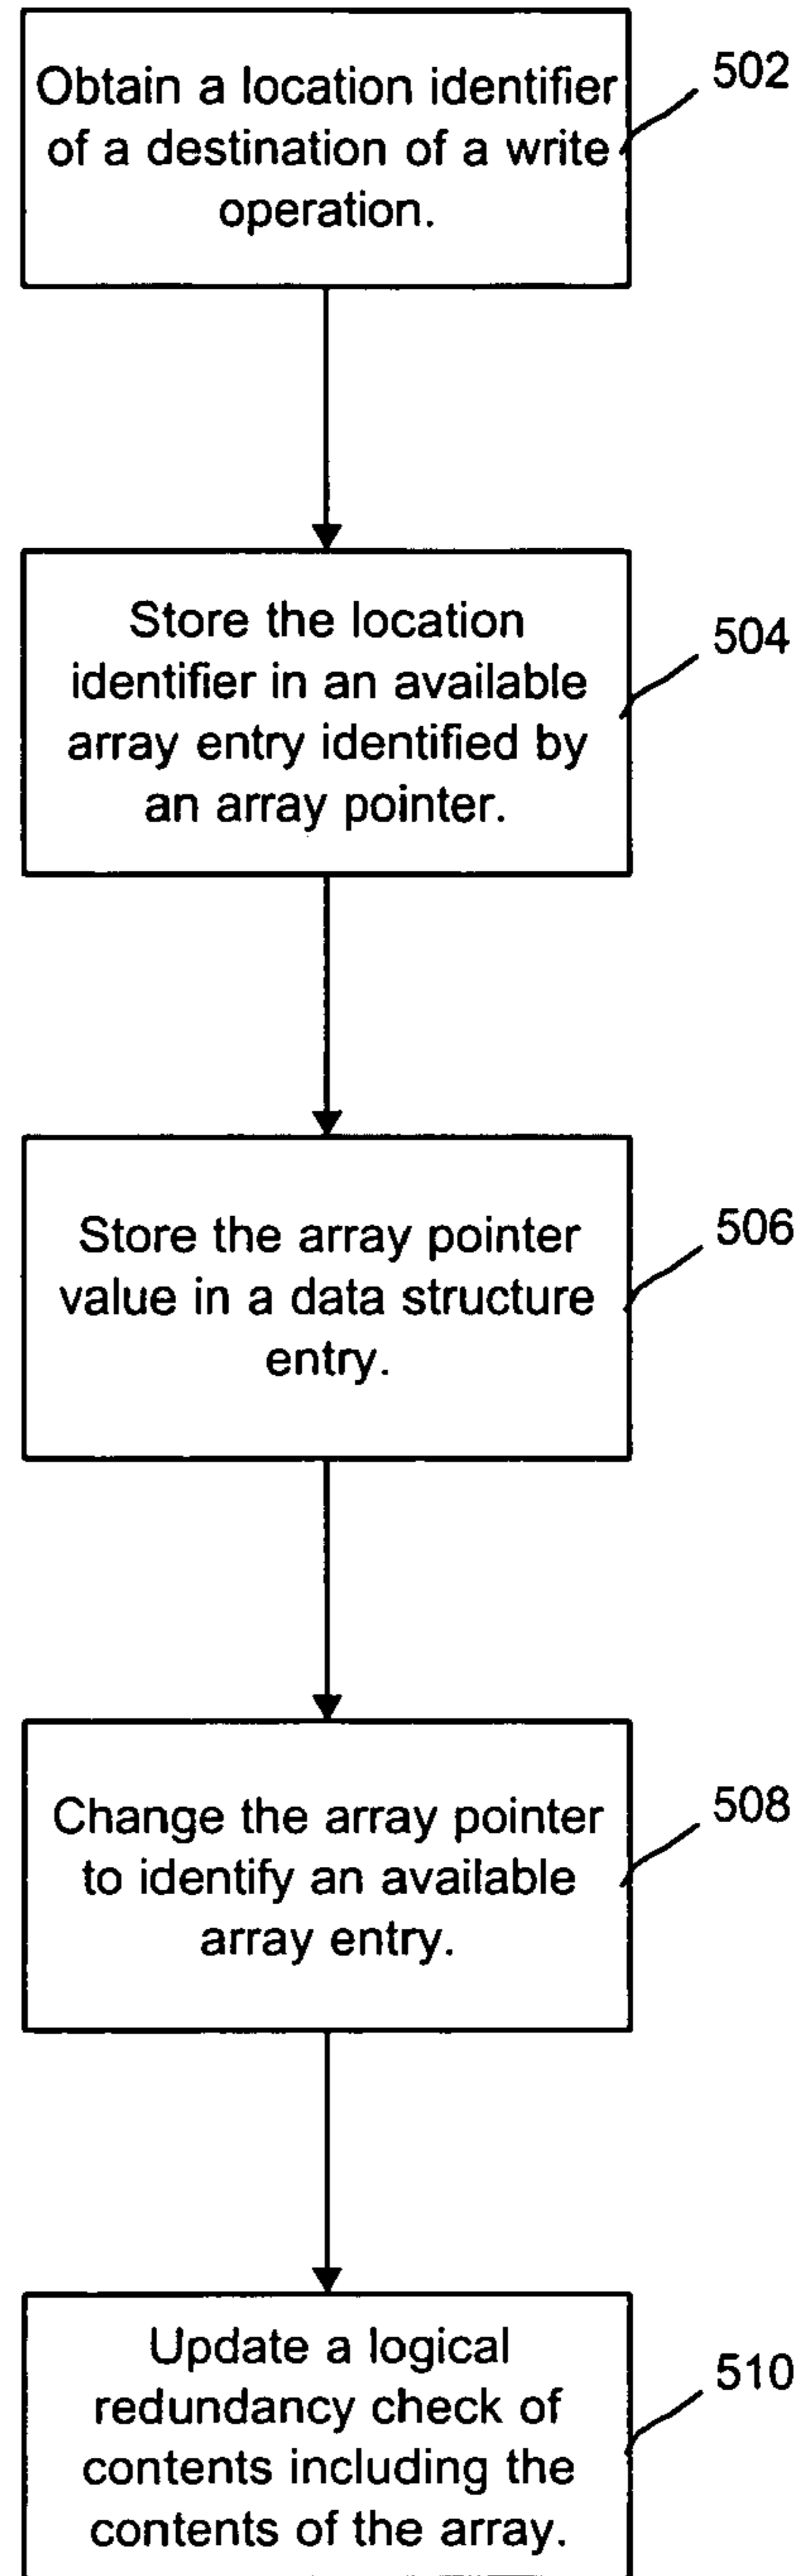 Obtain a location identifier
of a destination of a write
operation.
502
Store the location
identifier in an available
array entry identified by
an array pointer.
504
Store the array pointer
value in a data structure
entry.
506
Change the array pointer
to identify an available
array entry.
508
Update a logical
redundancy check of
contents including the
contents of the array.
510